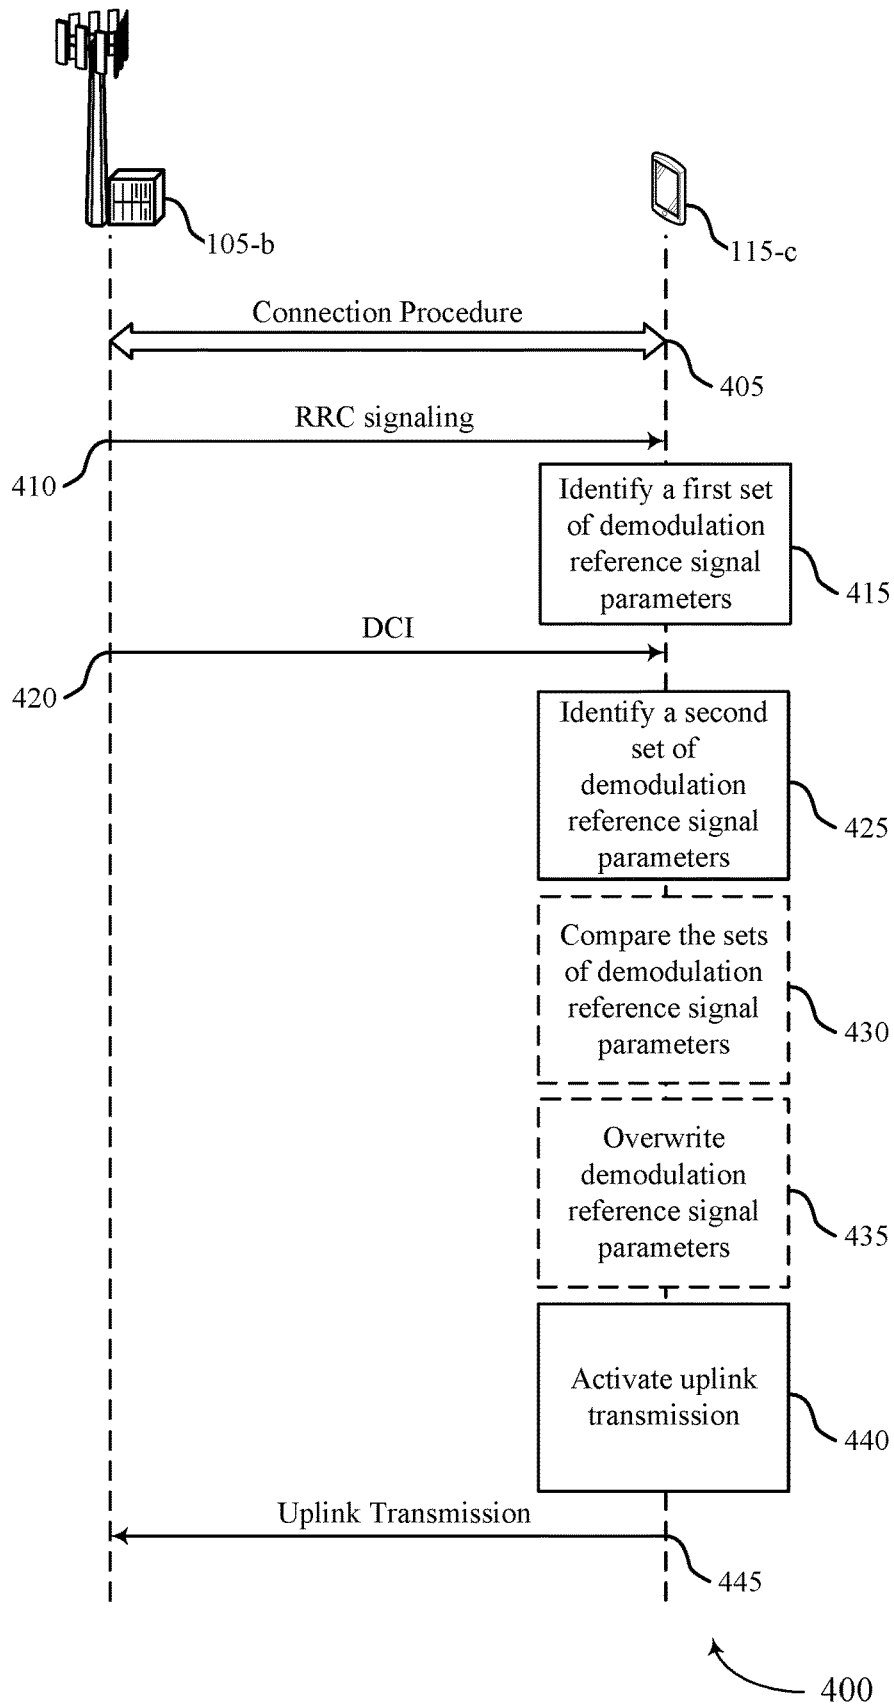 105-b
115-c
Connection Procedure
405
RRC signaling
410
Identify a first set
of demodulation
reference signal
parameters
415
DCI
420
Identify a second
set of
demodulation
reference signal
parameters
425
Compare the sets
of demodulation
reference signal
parameters
430
Overwrite
demodulation
reference signal
parameters
435
Activate uplink
transmission
440
Uplink Transmission
445
400